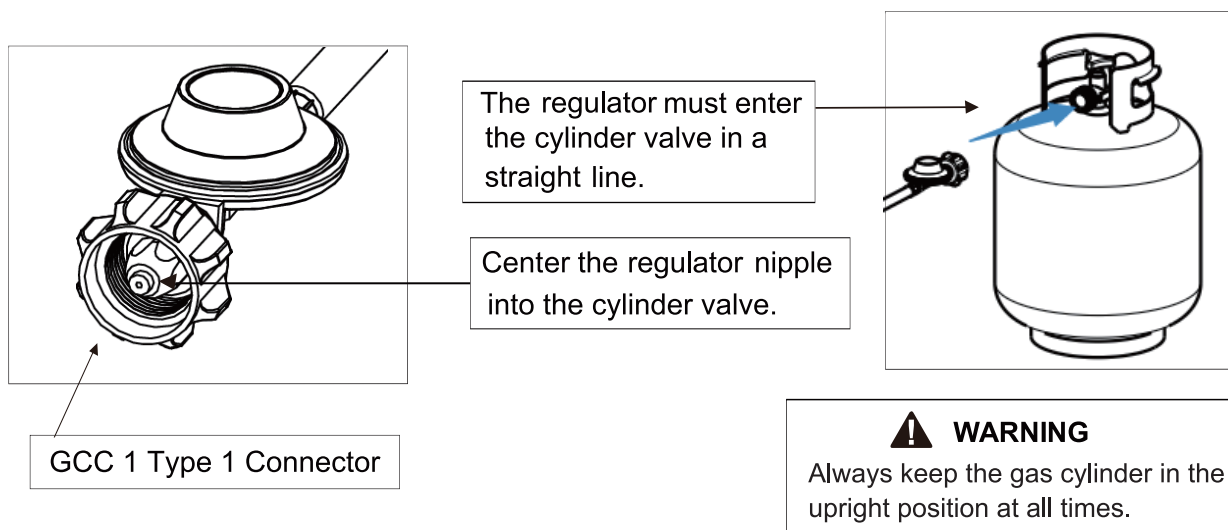 The regulator must enter
the cylinder valve in a
straight line.
Center the regulator nipple
into the cylinder valve.
GCC 1 Type 1 Connector
WARNING
Always keep the gas cylinder in the
upright position at all times.